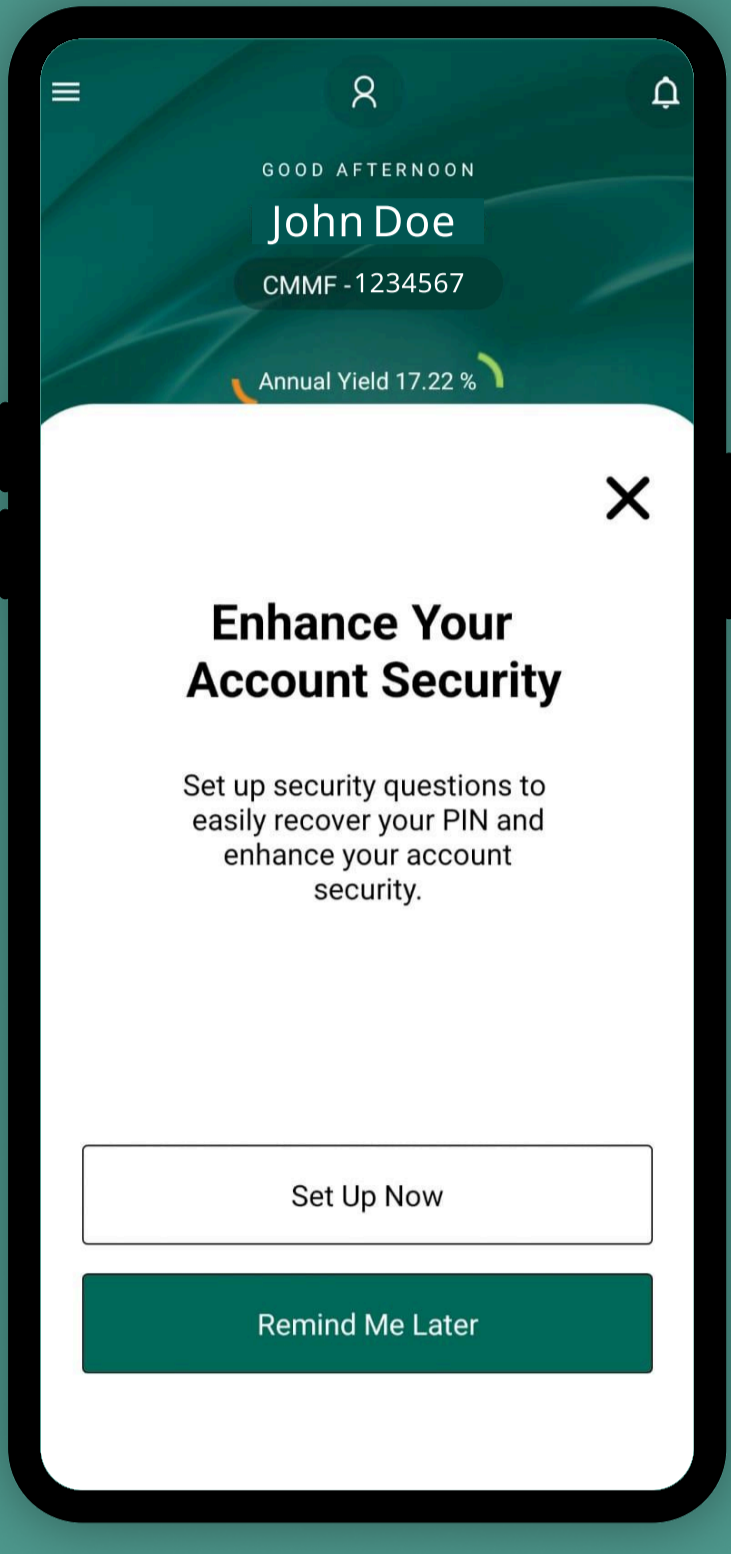 GOOD AFTERNOON
John Doe
CMMF - 1234567
Annual Yield 17.22 %
Enhance Your
Account Security
Set up security questions to
easily recover your PIN and
enhance your account
security.
Set Up Now
Remind Me Later